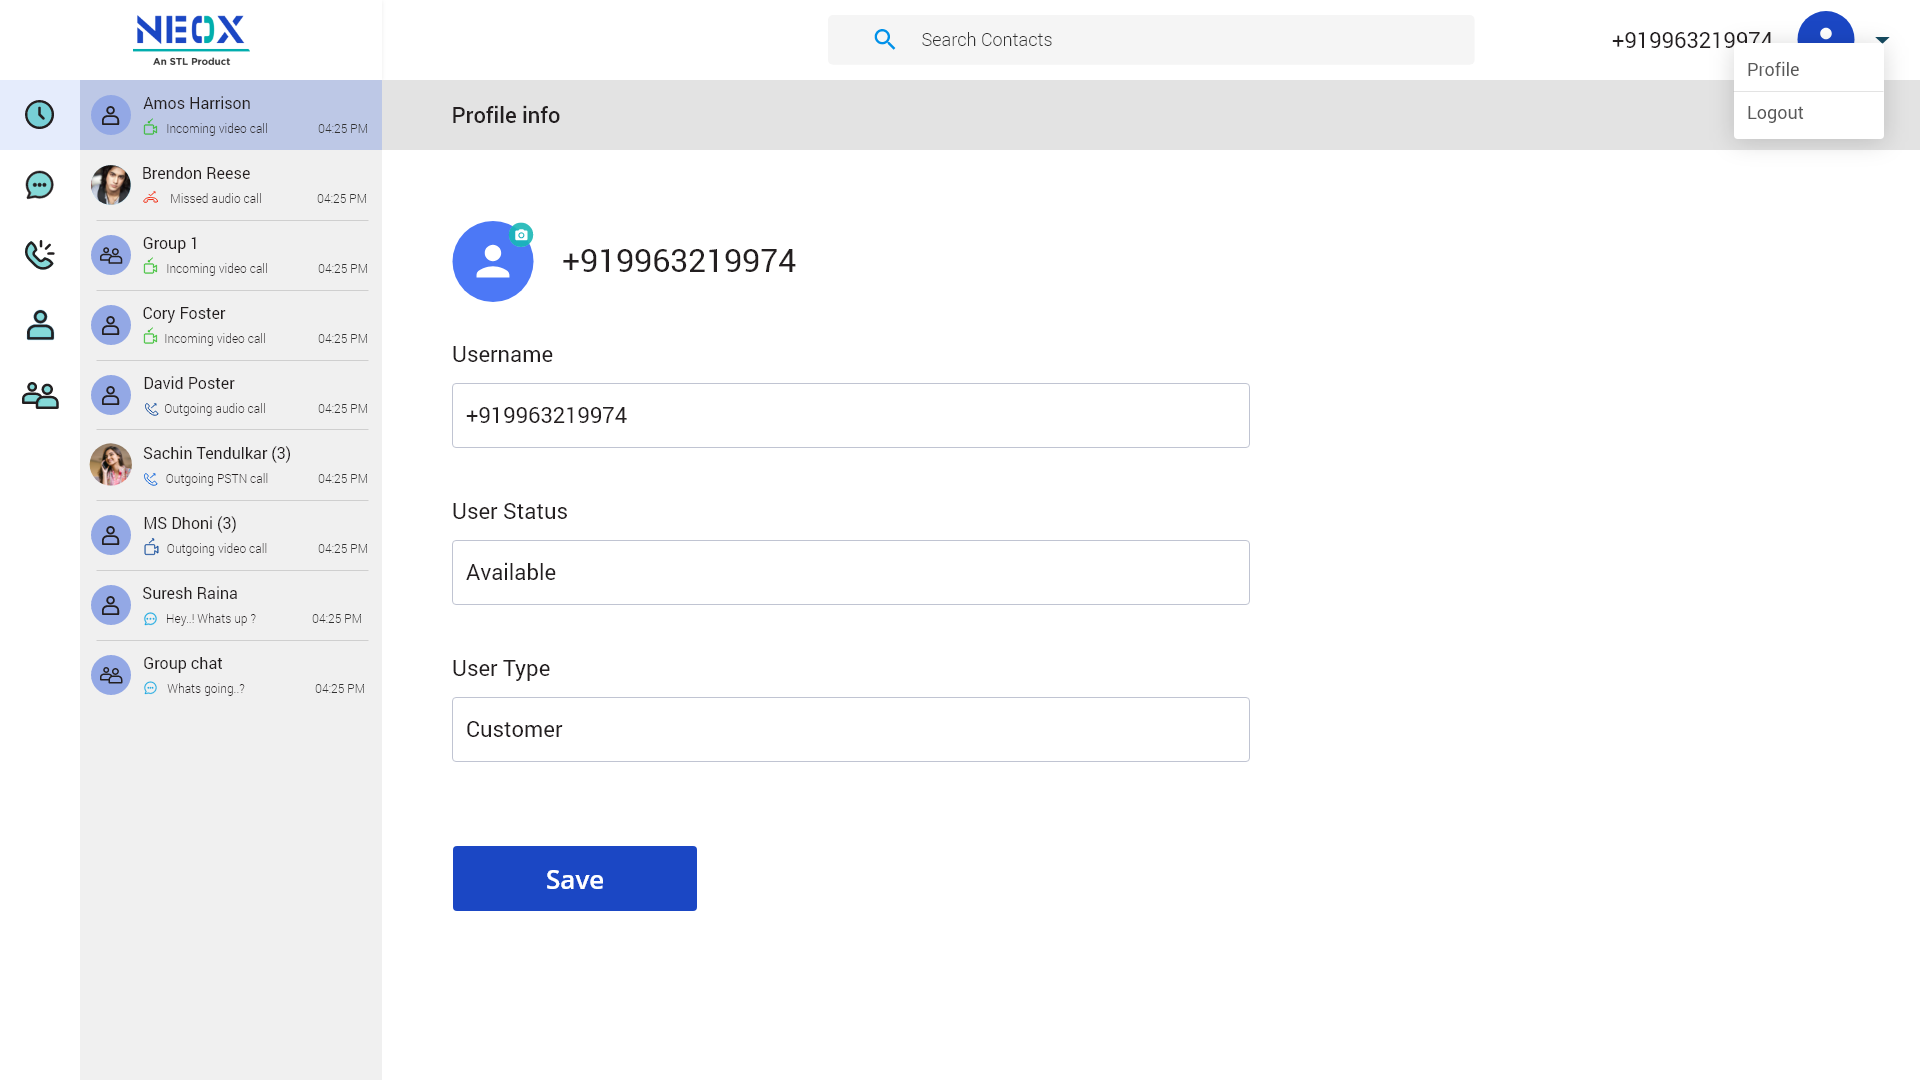 NEOX
An STL Product
Search Contacts
+919963219974
Profile
Logout
Profile info
Amos Harrison
Incoming video call 04:25 PM
Brendon Reese
Missed audio call 04:25 PM
Group 1
Incoming video call 04:25 PM
Cory Foster
Incoming video call 04:25 PM
David Poster
Outgoing audio call 04:25 PM
Sachin Tendulkar (3)
Outgoing PSTN call 04:25 PM
MS Dhoni (3)
Outgoing video call 04:25 PM
Suresh Raina
Hey..! Whats up ? 04:25 PM
Group chat
Whats going..? 04:25 PM
+919963219974
Username
+919963219974
User Status
Available
User Type
Customer
Save